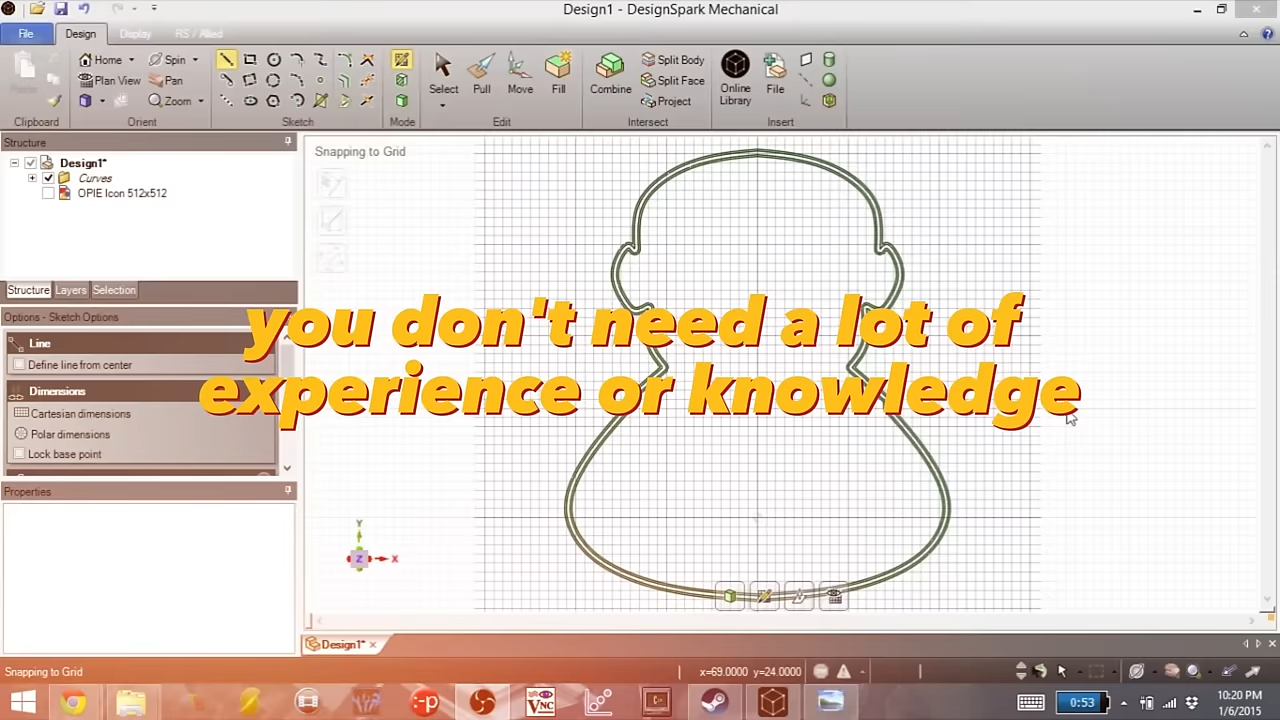 Design1 - DesignSpark Mechanical
File
Design
Display
RS / Allied
Home
Spin
Plan View
Pan
Zoom
Select
Pull
Move
Fill
Combine
Split Body
Split Face
Project
Online
Library
File
Clipboard
Orient
Sketch
Mode
Edit
Intersect
Insert
Structure
Design1*
Curves
OPIE Icon 512x512
Structure
Layers
Selection
Options - Sketch Options
Line
Define line from center
Dimensions
Cartesian dimensions
Polar dimensions
Lock base point
Properties
Snapping to Grid
you don't need a lot of
experience or knowledge
Y
Z
X
Design1*
Snapping to Grid
x=69.0000 y=24.0000
VNC
0:53
10:20 PM
1/6/2015